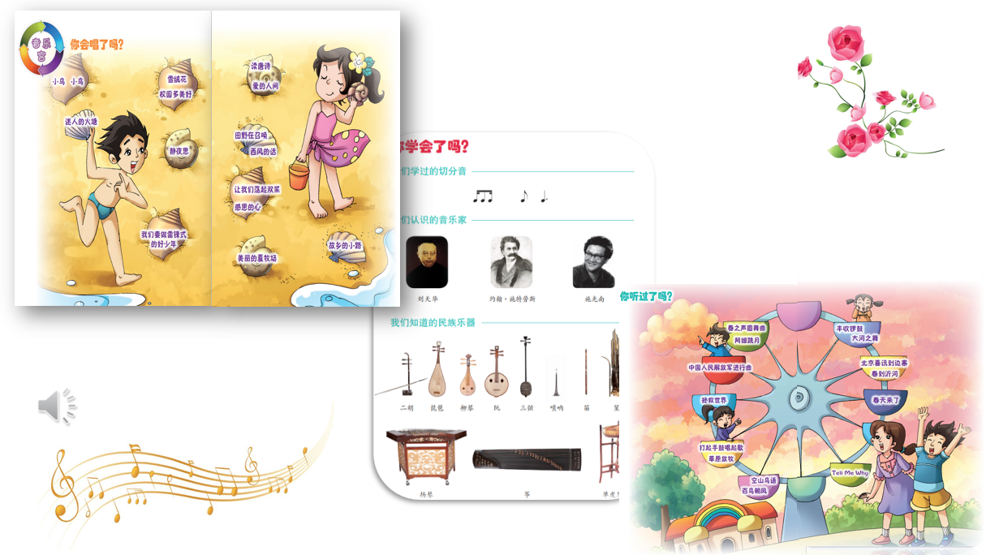 音乐
宫
你会唱了吗?
小鸟 小鸟
雪绒花
校园多美好
迷人的火塘
静夜思
我们要做雷锋式
的好少年
读唐诗
爱的人间
田野在召唤
西风的话
让我们荡起双桨
感恩的心
美丽的夏牧场
故乡的小路
学会了吗?
们学过的切分音
们认识的音乐家
刘天华
约翰·施特劳斯
施光南
我们知道的民族乐器
二胡 琵琶 柳琴 阮 三弦 唢呐 笛
扬琴
筝
你听过了吗?
春之声圆舞曲
阿细跳月
丰收锣鼓
大河之舞
中国人民解放军进行曲
北京喜讯到边寨
春到沂河
拯救世界
春天来了
打起手鼓唱起歌
草原放牧
Tell Me Why
空山鸟语
百鸟朝凤